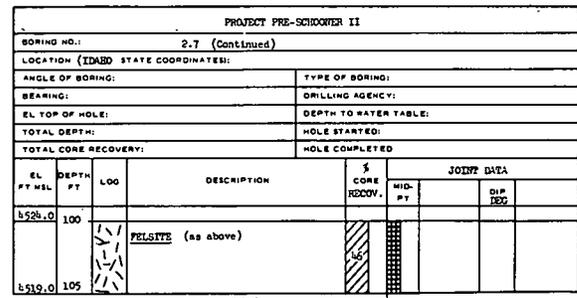 PROJECT PRE-SCHOONER II
BORING NO.: 2.7 (Continued)
LOCATION (IDAHO STATE COORDINATES):
ANGLE OF BORING: TYPE OF BORING:
BEARING: DRILLING AGENCY:
EL TOP OF HOLE: DEPTH TO WATER TABLE:
TOTAL DEPTH: HOLE STARTED:
TOTAL CORE RECOVERY: HOLE COMPLETED
EL FT MSL DEPTH FT LOG DESCRIPTION % CORE RECOV. JOINT DATA
MID-PT DIP DEG
4524.0 100
FELSITE (as above)
46
4519.0 105